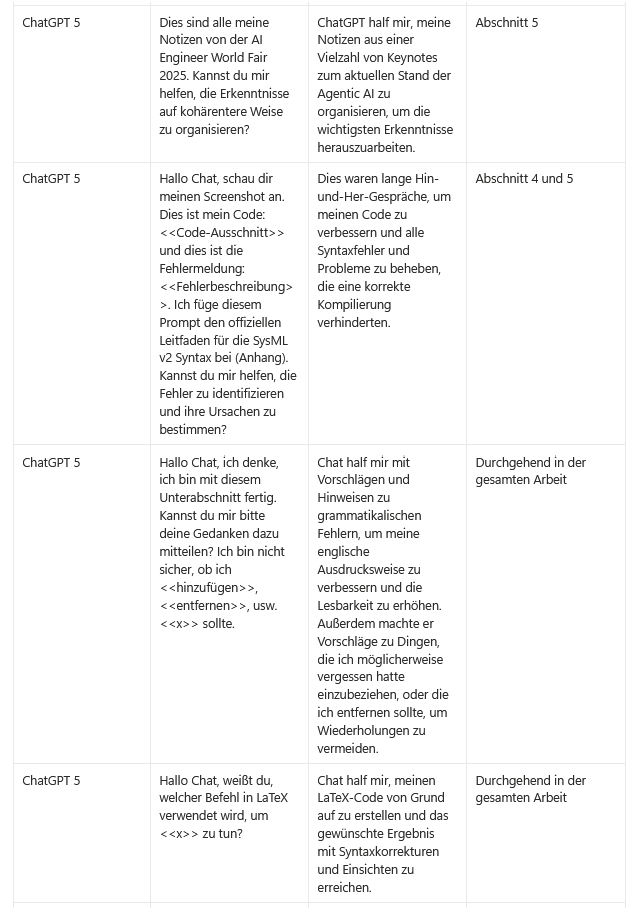 ChatGPT 5
Dies sind alle meine
Notizen von der AI
Engineer World Fair
2025. Kannst du mir
helfen, die Erkenntnisse
auf kohärentere Weise
zu organisieren?
ChatGPT half mir, meine
Notizen aus einer
Vielzahl von Keynotes
zum aktuellen Stand der
Agentic AI zu
organisieren, um die
wichtigsten Erkenntnisse
herauszuarbeiten.
Abschnitt 5
ChatGPT 5
Hallo Chat, schau dir
meinen Screenshot an.
Dies ist mein Code:
<<Code-Ausschnitt>>
und dies ist die
Fehlermeldung:
<<Fehlerbeschreibung>
>. Ich füge diesem
Prompt den offiziellen
Leitfaden für die SysML
v2 Syntax bei (Anhang).
Kannst du mir helfen, die
Fehler zu identifizieren
und ihre Ursachen zu
bestimmen?
Dies waren lange Hin-
und-Her-Gespräche, um
meinen Code zu
verbessern und alle
Syntaxfehler und
Probleme zu beheben,
die eine korrekte
Kompilierung
verhinderten.
Abschnitt 4 und 5
ChatGPT 5
Hallo Chat, ich denke,
ich bin mit diesem
Unterabschnitt fertig.
Kannst du mir bitte
deine Gedanken dazu
mitteilen? Ich bin nicht
sicher, ob ich
<<hinzufügen>>,
<<entfernen>>, usw.
<<x>> sollte.
Chat half mir mit
Vorschlägen und
Hinweisen zu
grammatikalischen
Fehlern, um meine
englische
Ausdrucksweise zu
verbessern und die
Lesbarkeit zu erhöhen.
Außerdem machte er
Vorschläge zu Dingen,
die ich möglicherweise
vergessen hatte
einzubeziehen, oder die
ich entfernen sollte, um
Wiederholungen zu
vermeiden.
Durchgehend in der
gesamten Arbeit
ChatGPT 5
Hallo Chat, weißt du,
welcher Befehl in LaTeX
verwendet wird, um
<<x>> zu tun?
Chat half mir, meinen
LaTeX-Code von Grund
auf zu erstellen und das
gewünschte Ergebnis
mit Syntaxkorrekturen
und Einsichten zu
erreichen.
Durchgehend in der
gesamten Arbeit